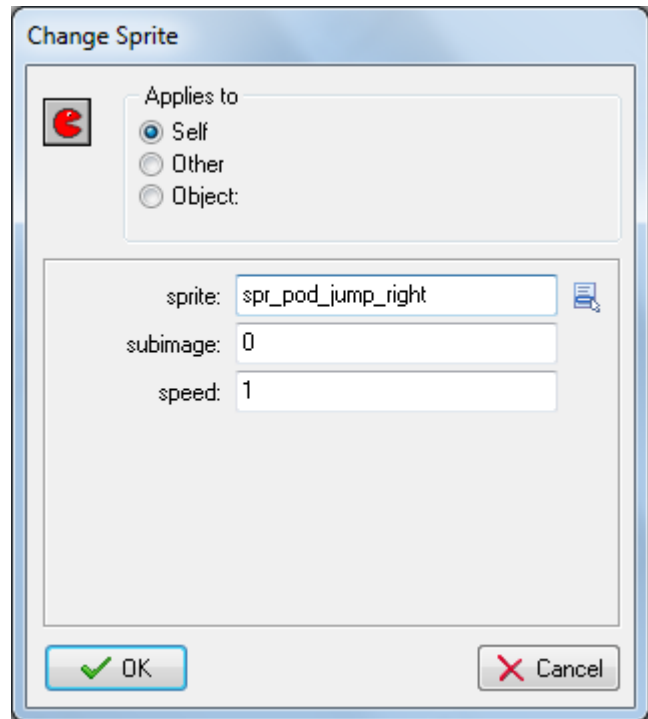 Change Sprite
Applies to
Self
Other
Object:
sprite: spr_pod_jump_right
subimage: 0
speed: 1
OK Cancel